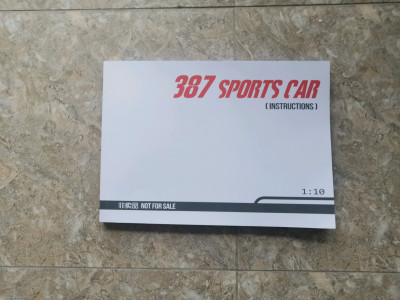 387 SPORTS CAR
( INSTRUCTIONS )
1:10
非卖品 NOT FOR SALE